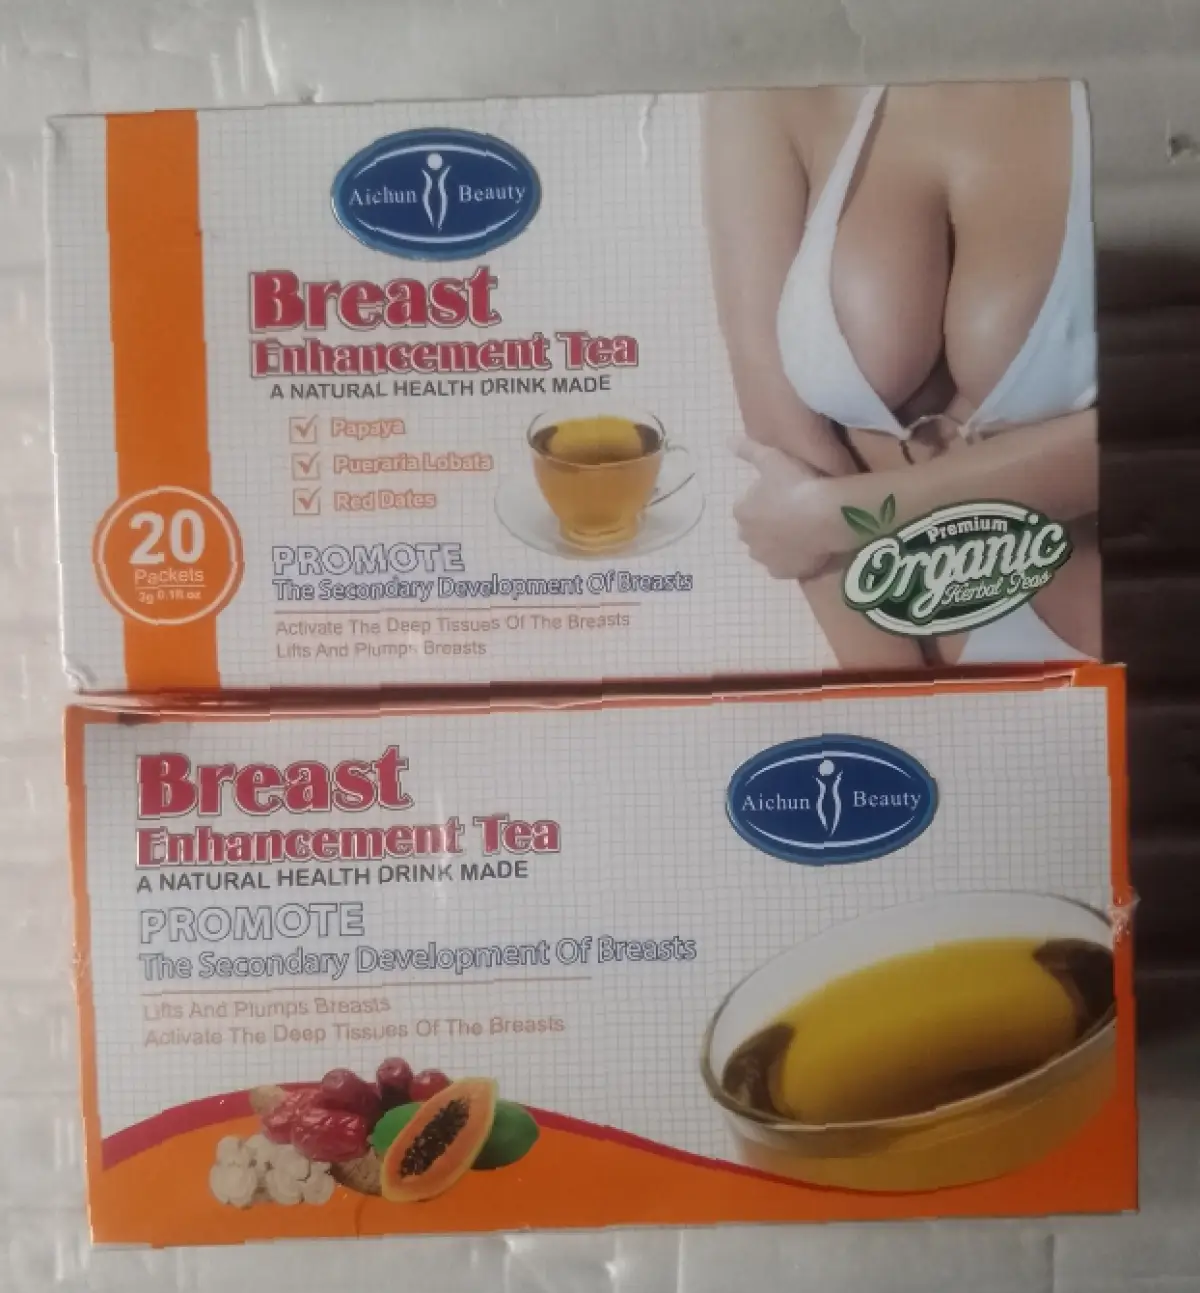 Aichun Beauty
Breast
Enhancement Tea
A NATURAL HEALTH DRINK MADE
Papaya
Pueraria Lobata
Red Dates
20
Packets
PROMOTE
The Secondary Development Of Breasts
Activate The Deep Tissues Of The Breasts
Lifts And Plumps Breasts
Premium
Organic
Herbal Teas
Breast
Enhancement Tea
A NATURAL HEALTH DRINK MADE
Aichun Beauty
PROMOTE
The Secondary Development Of Breasts
Lifts And Plumps Breasts
Activate The Deep Tissues Of The Breasts